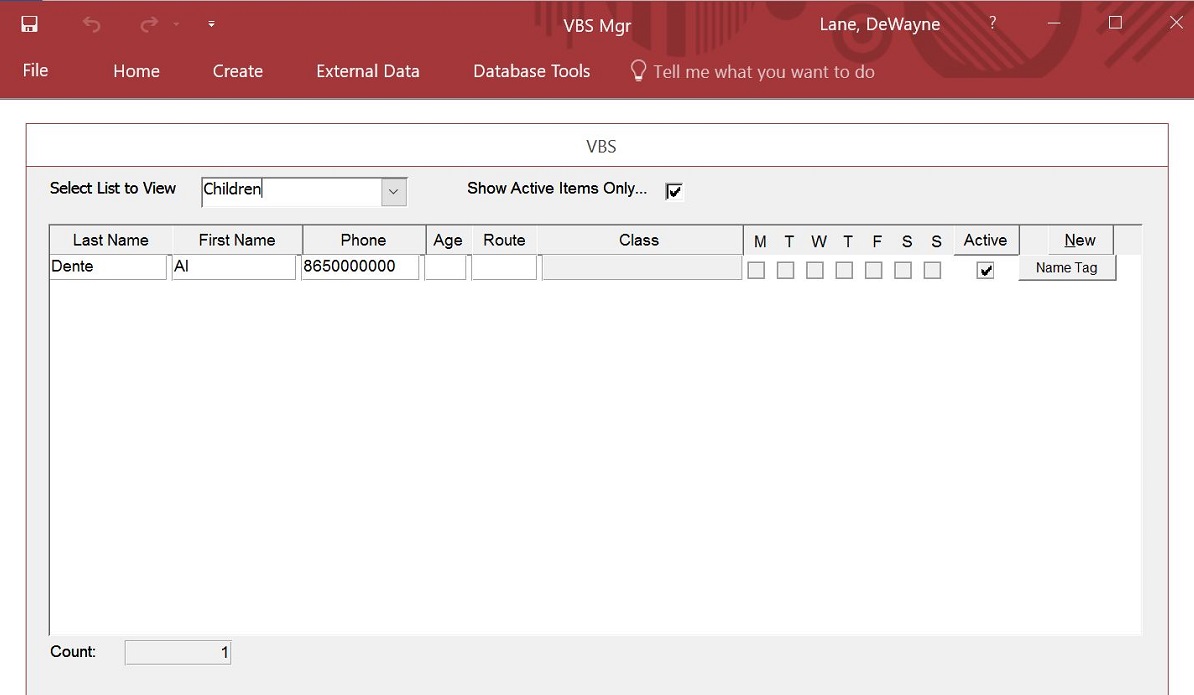 VBS Mgr Lane, DeWayne ?
File Home Create External Data Database Tools Tell me what you want to do
VBS
Select List to View Children Show Active Items Only...
Last Name First Name Phone Age Route Class M T W T F S S Active New
Dente Al 8650000000 Name Tag
Count: 1